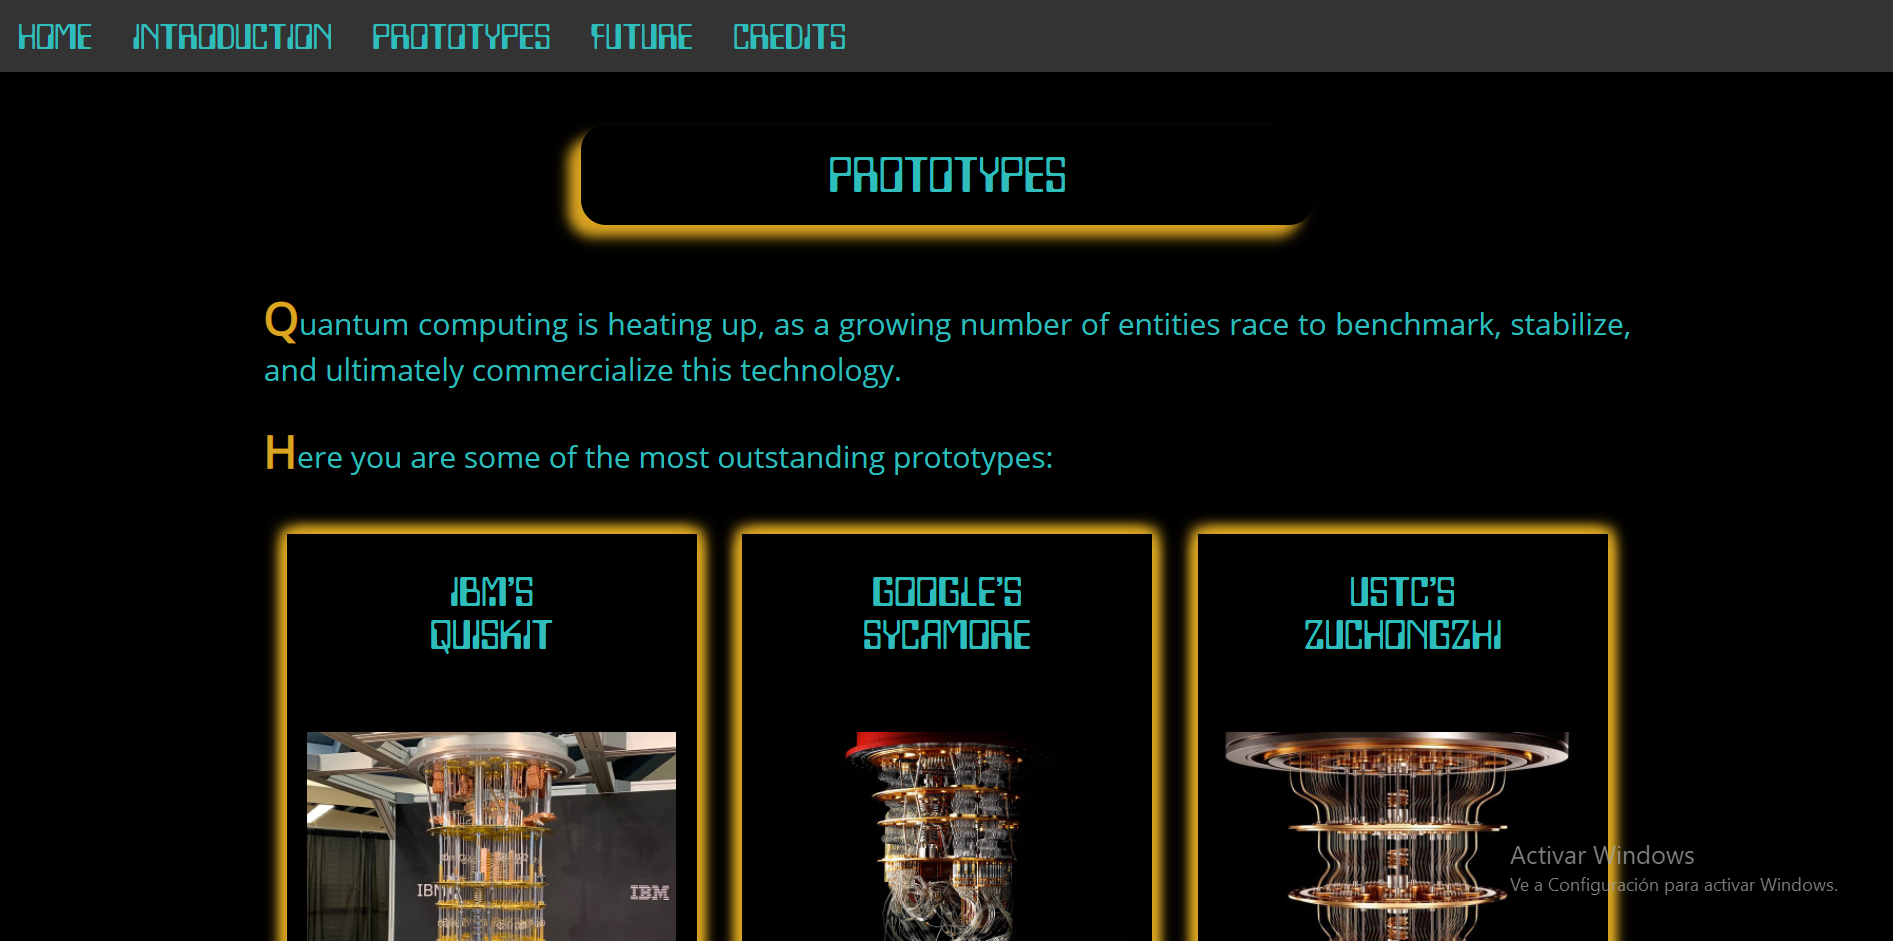 HOME INTRODUCTION PROTOTYPES FUTURE CREDITS
PROTOTYPES
Quantum computing is heating up, as a growing number of entities race to benchmark, stabilize,
and ultimately commercialize this technology.
Here you are some of the most outstanding prototypes:
IBM'S
QUISKIT
GOOGLE'S
SYCAMORE
USTC'S
ZUCHONGZHI
IBM
IBM
Activar Windows
Ve a Configuración para activar Windows.